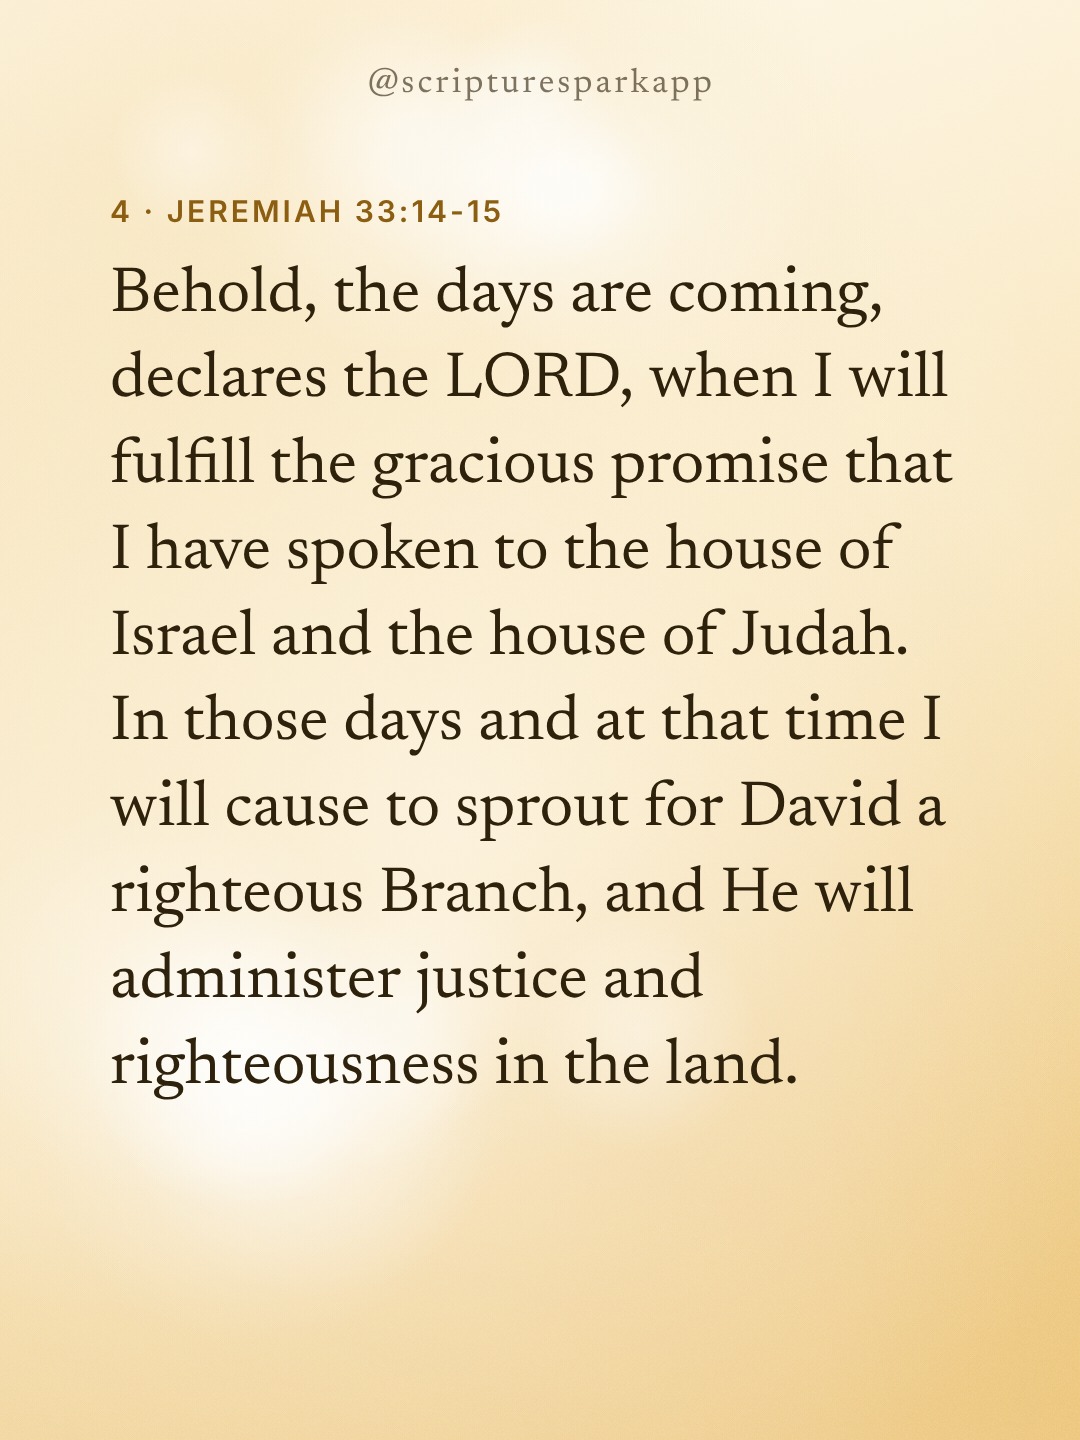 @scripturesparkapp
4 · JEREMIAH 33:14-15
Behold, the days are coming,
declares the LORD, when I will
fulfill the gracious promise that
I have spoken to the house of
Israel and the house of Judah.
In those days and at that time I
will cause to sprout for David a
righteous Branch, and He will
administer justice and
righteousness in the land.